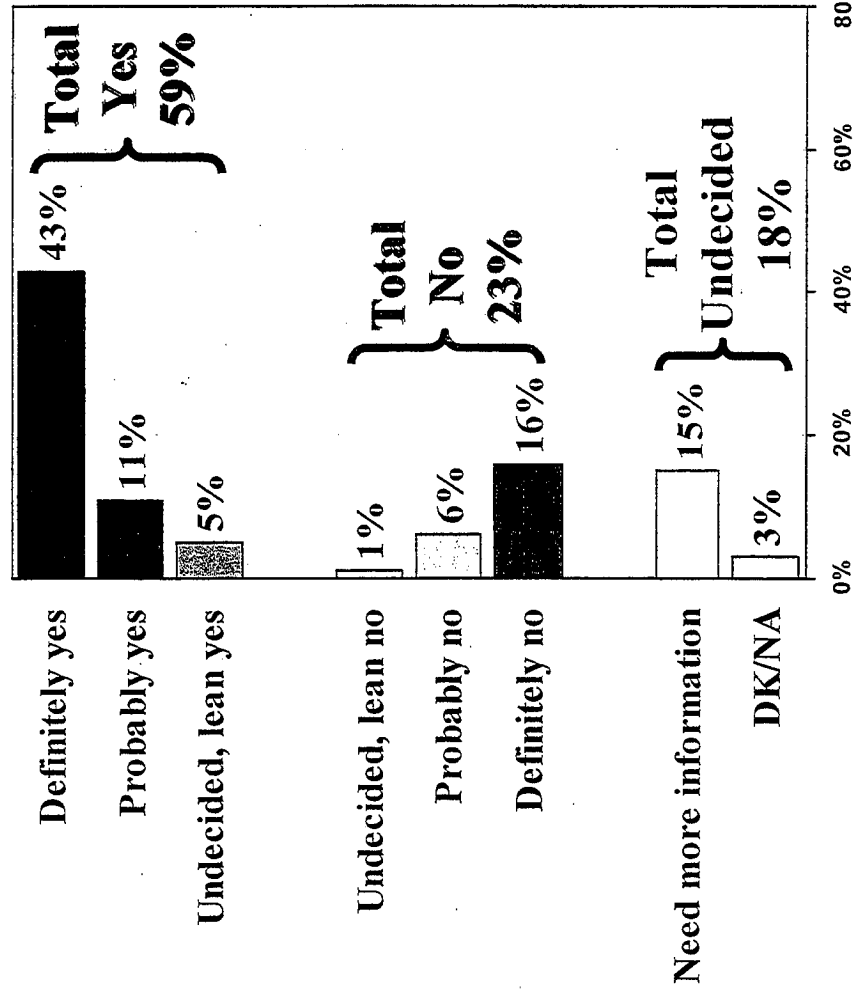 Definitely yes
43%
Probably yes
11%
Undecided, lean yes
5%
Total
Yes
59%
Undecided, lean no
1%
Probably no
6%
Definitely no
16%
Total
No
23%
Need more information
15%
DK/NA
3%
Total
Undecided
18%
0%
20%
40%
60%
80